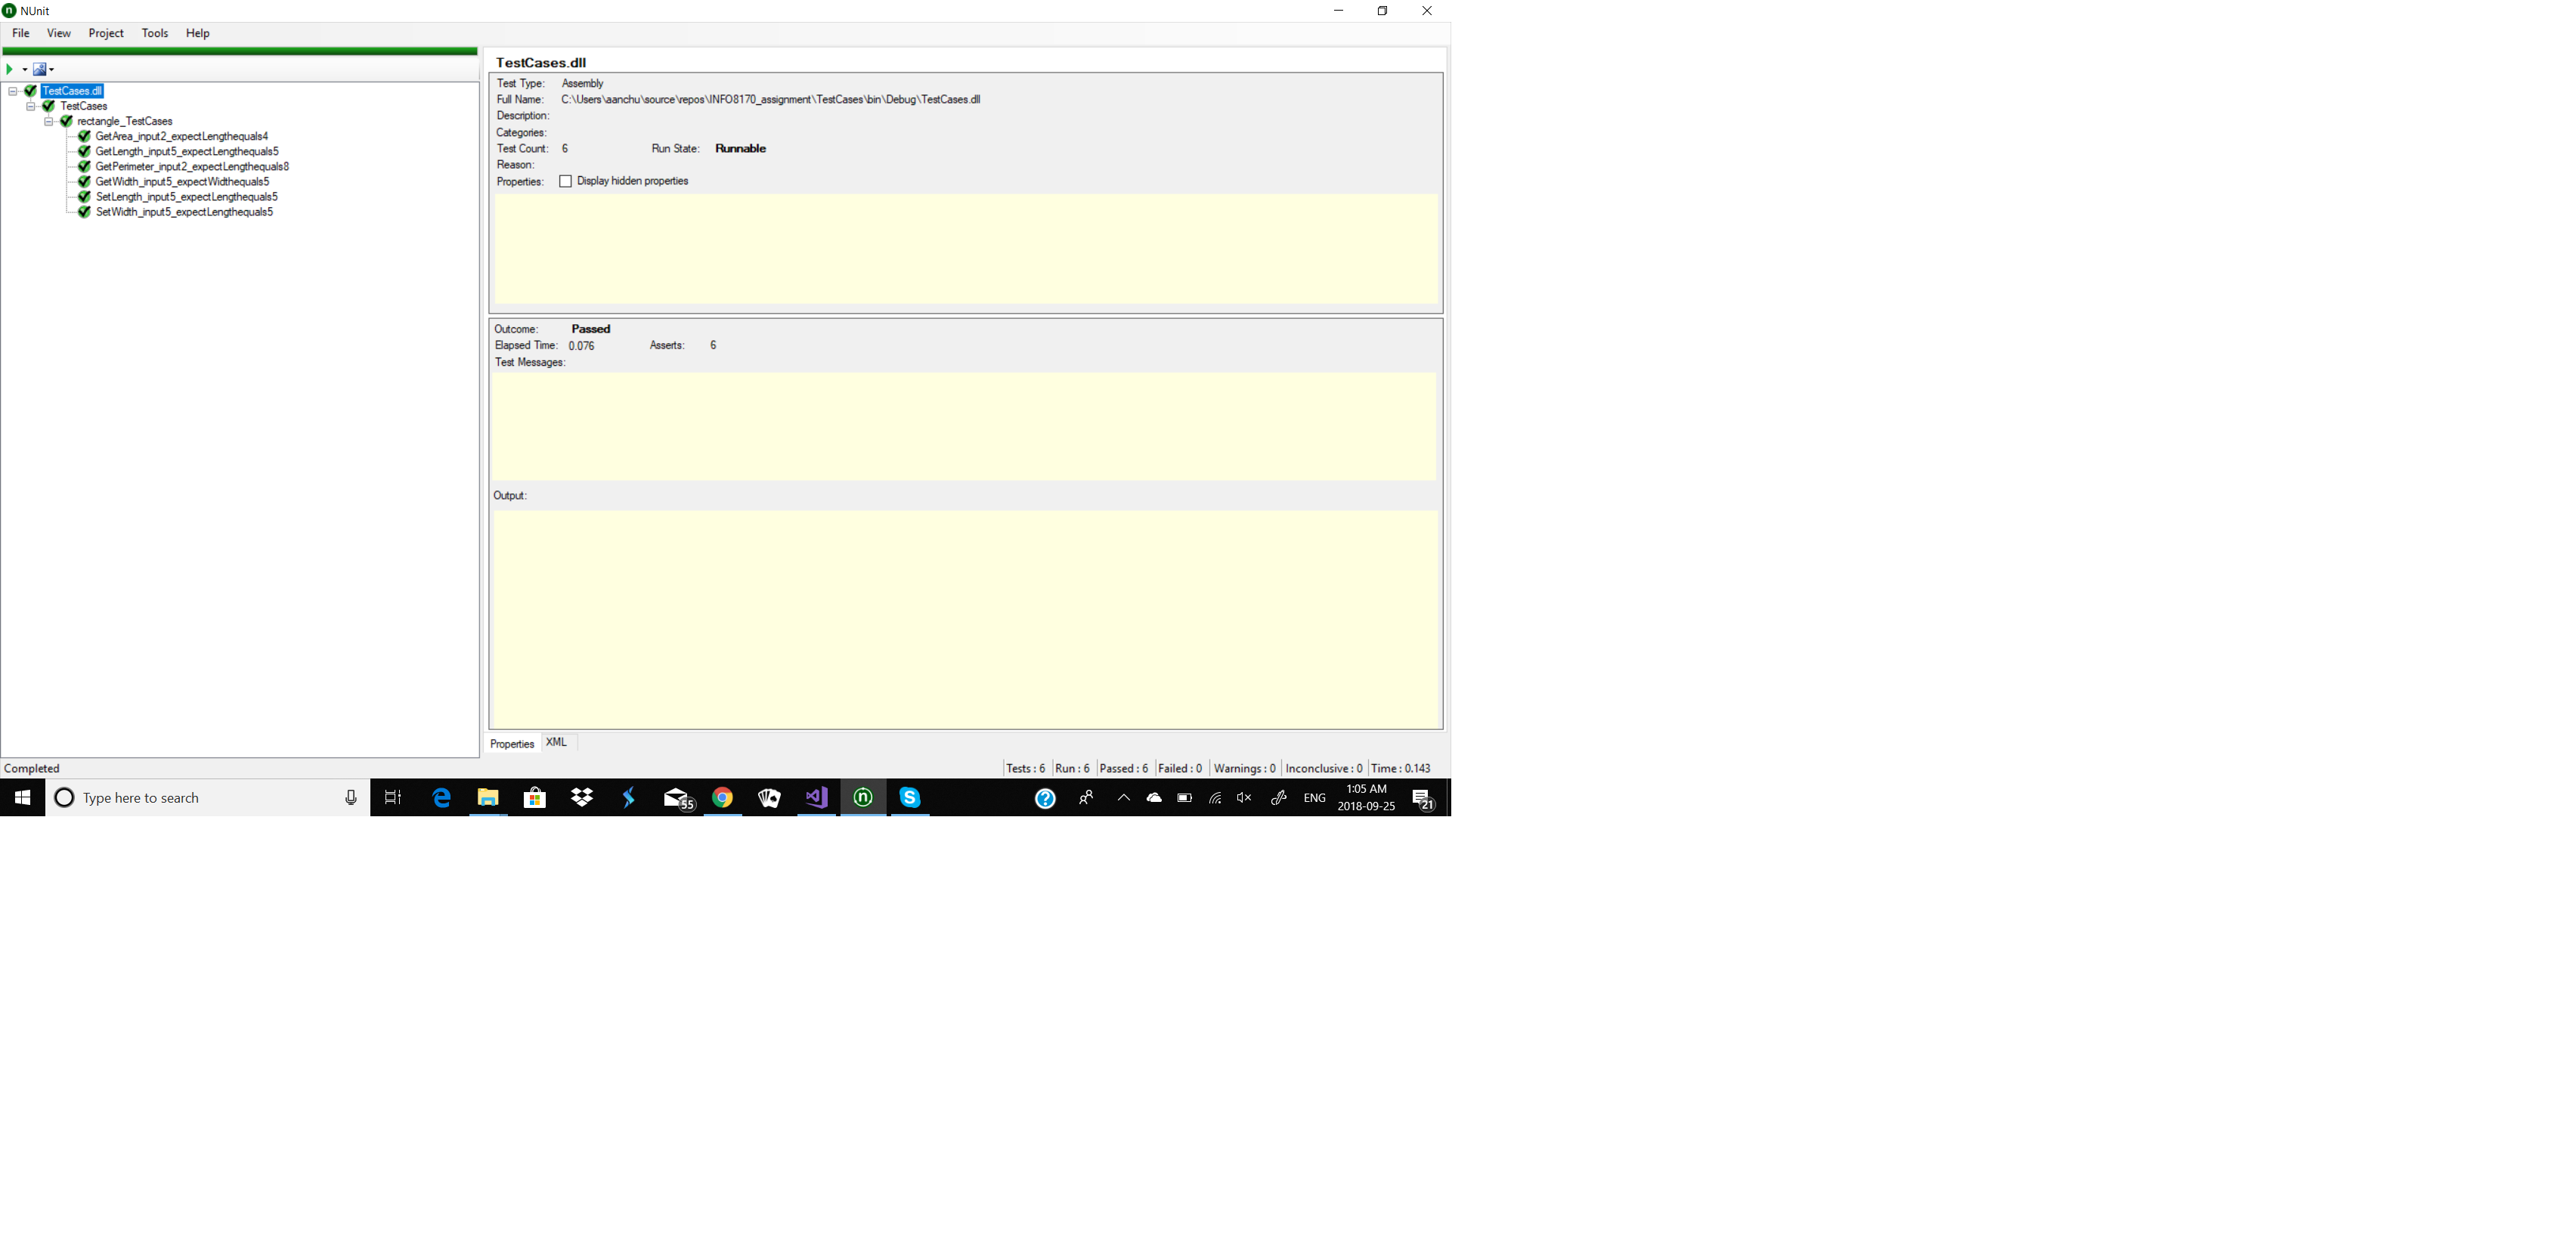 NUnit
File View Project Tools Help
TestCases.dll
TestCases
rectangle_TestCases
GetArea_input2_expectLengthequals4
GetLength_input5_expectLengthequals5
GetPerimeter_input2_expectLengthequals8
GetWidth_input5_expectWidthequals5
SetLength_input5_expectLengthequals5
SetWidth_input5_expectLengthequals5
TestCases.dll
Test Type: Assembly
Full Name: C:\Users\aanchu\source\repos\INFO8170_assignment\TestCases\bin\Debug\TestCases.dll
Description:
Categories:
Test Count: 6 Run State: Runnable
Reason:
Properties: Display hidden properties
Outcome: Passed
Elapsed Time: 0.076 Asserts: 6
Test Messages:
Output:
Properties XML
Completed Tests : 6 Run : 6 Passed : 6 Failed : 0 Warnings : 0 Inconclusive : 0 Time : 0.143
Type here to search 55 ENG 1:05 AM 21
2018-09-25